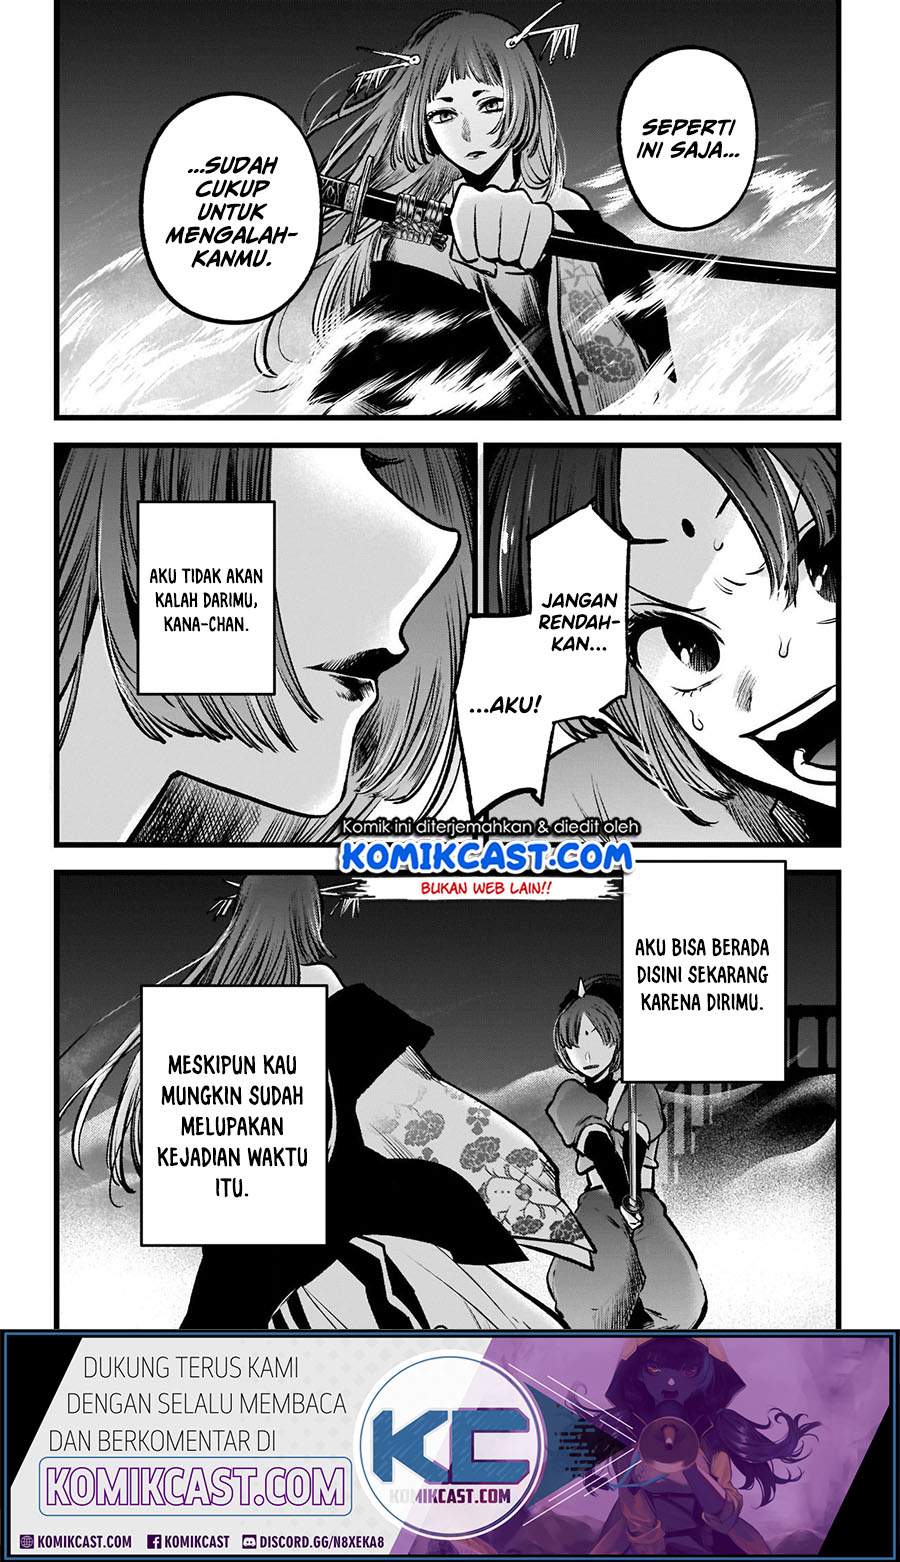 SEPERTI
INI SAJA...
...SUDAH
CUKUP
UNTUK
MENGALAH-
KANMU.
JANGAN
RENDAH-
KAN...
...AKU!
AKU TIDAK AKAN
KALAH DARIMU,
KANA-CHAN.
Komik ini diterjemahkan & diedit oleh
KOMIKCAST.COM
BUKAN WEB LAIN!!
AKU BISA BERADA
DISINI SEKARANG
KARENA DIRIMU.
MESKIPUN KAU
MUNGKIN SUDAH
MELUPAKAN
KEJADIAN WAKTU
ITU.
DUKUNG TERUS KAMI
DENGAN SELALU MEMBACA
DAN BERKOMENTAR DI
KOMIKCAST.COM
KOMIKCAST.COM
KOMIKCAST
DISCORD.GG/N8XEKA8
KC
KOMIKCAST.COM